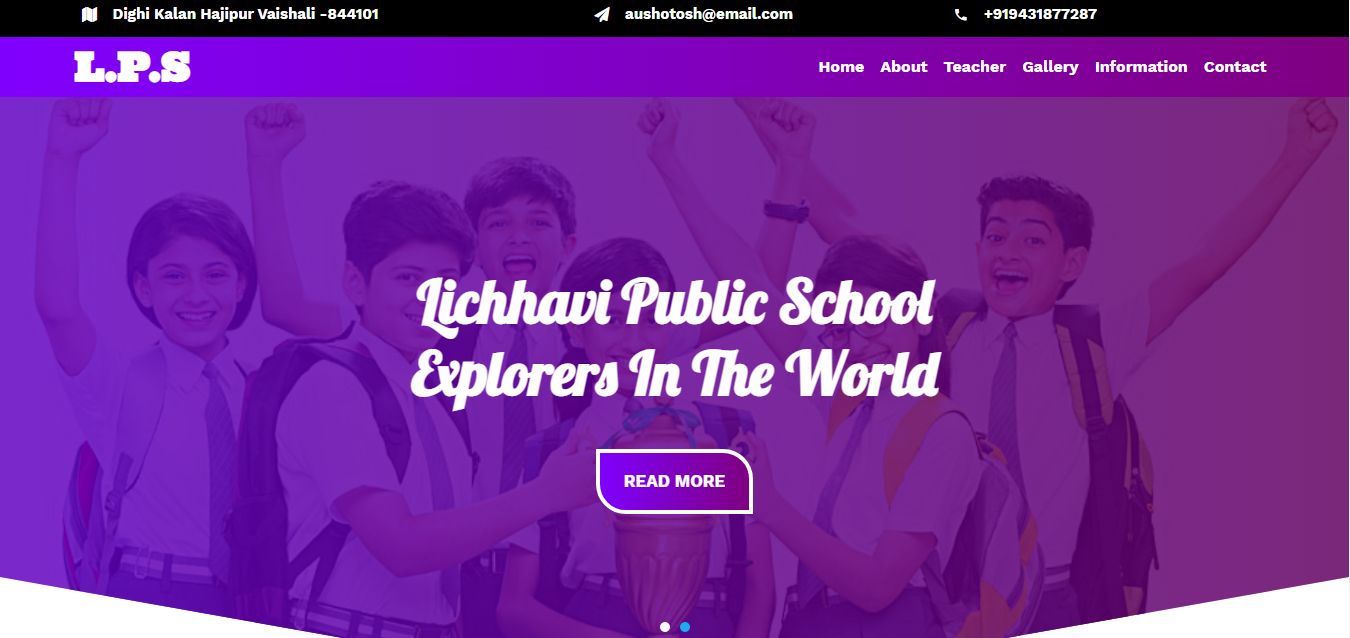 Dighi Kalan Hajipur Vaishali -844101
aushotosh@email.com
+919431877287
L.P.S
Home About Teacher Gallery Information Contact
Lichhavi Public School
Explorers In The World
READ MORE